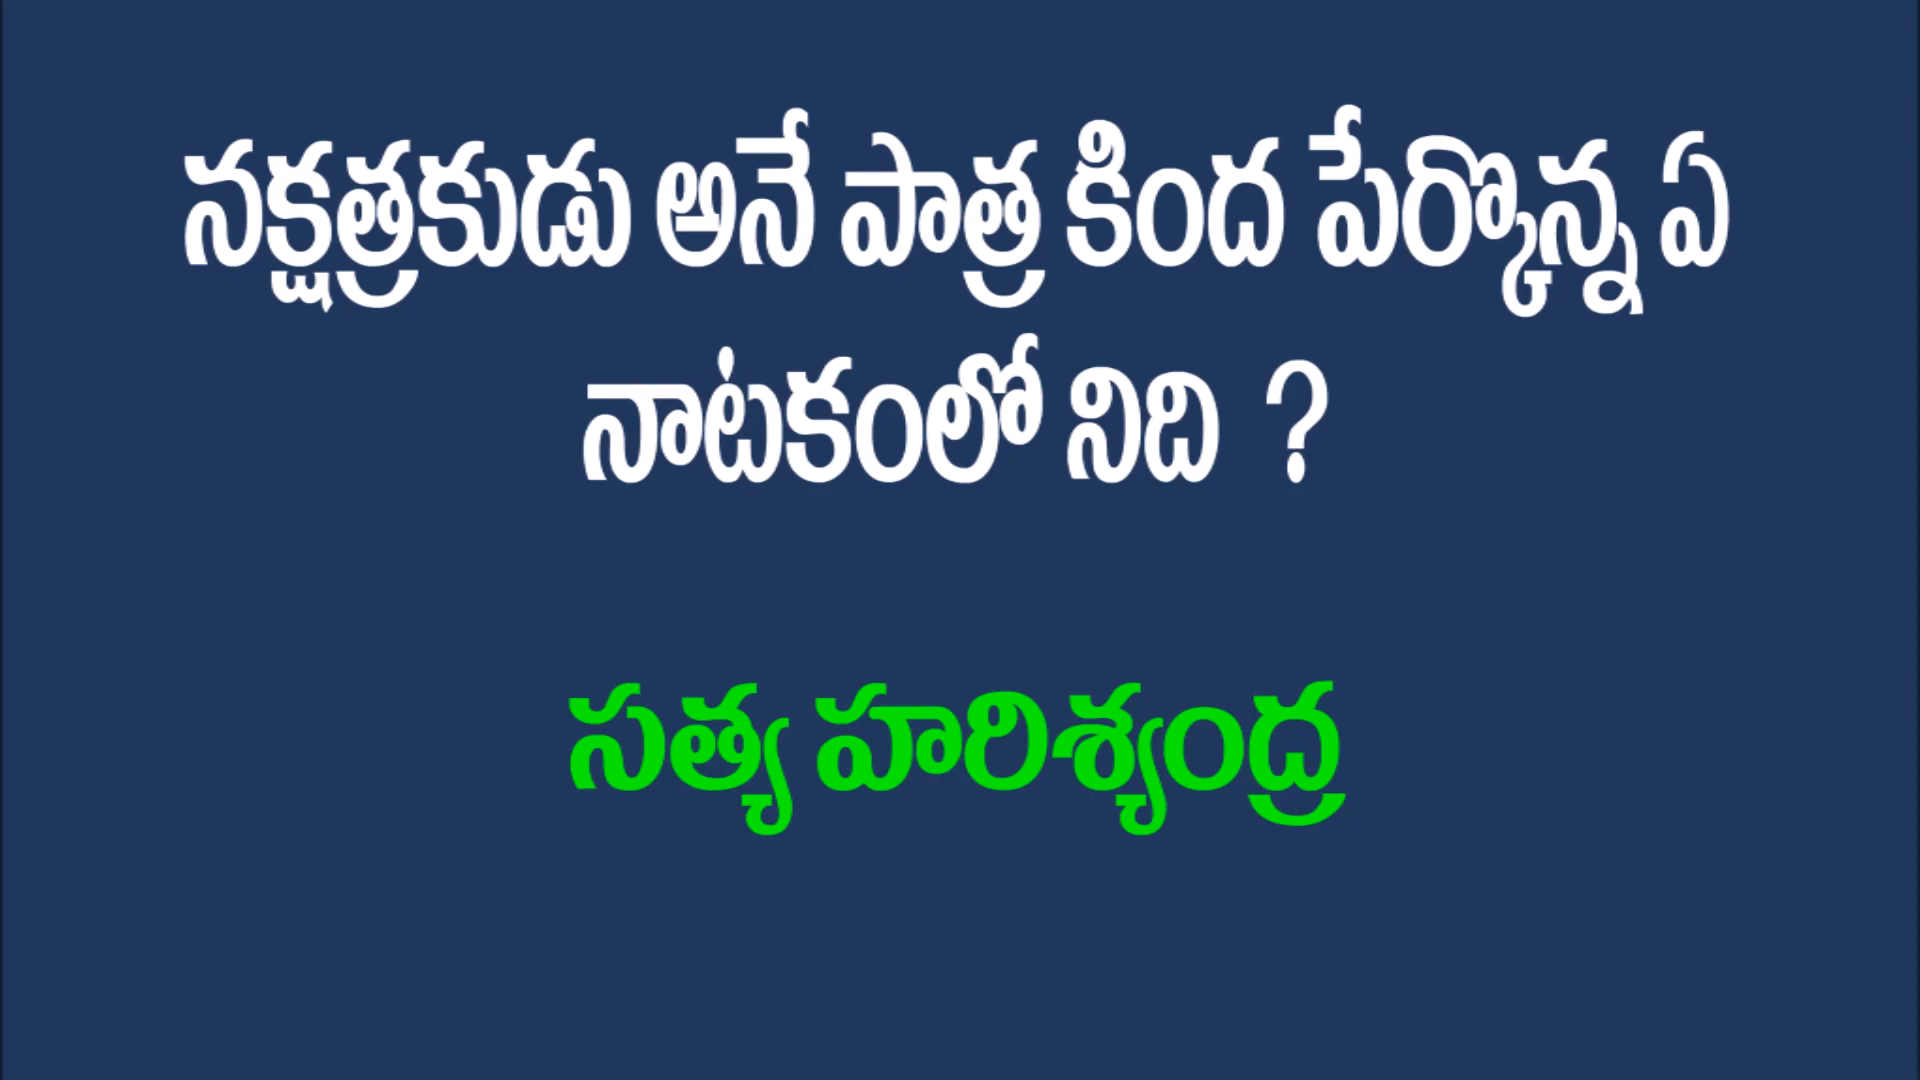 నక్షత్రకుడు అనే పాత్ర కింద పేర్కొన్న ఏ
నాటకంలో నిది ?
సత్య హరిశ్యంద్ర